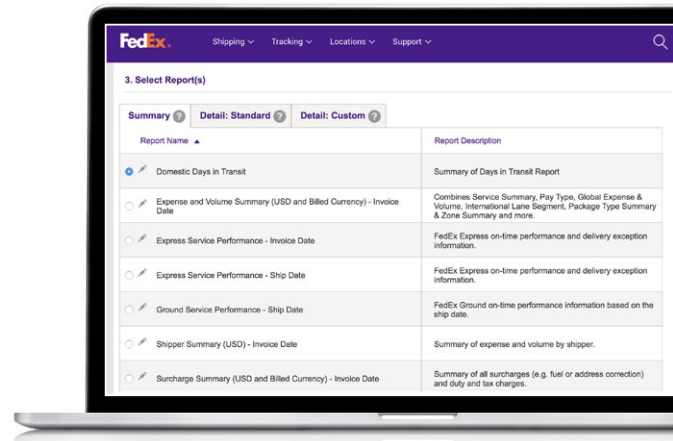 FedEx.
Shipping
Tracking
Locations
Support
3. Select Report(s)
Summary ?
Detail: Standard ?
Detail: Custom ?
Report Name
Report Description
Domestic Days in Transit
Summary of Days in Transit Report
Expense and Volume Summary (USD and Billed Currency) - Invoice
Date
Combines Service Summary, Pay Type, Global Expense &
Volume, International Lane Segment, Package Type Summary
& Zone Summary and more.
Express Service Performance - Invoice Date
FedEx Express on-time performance and delivery exception
information.
Express Service Performance - Ship Date
FedEx Express on-time performance and delivery exception
information.
Ground Service Performance - Ship Date
FedEx Ground on-time performance information based on the
ship date.
Shipper Summary (USD) - Invoice Date
Summary of expense and volume by shipper.
Surcharge Summary (USD and Billed Currency) - Invoice Date
Summary of all surcharges (e.g. fuel or address correction)
and duty and tax charges.